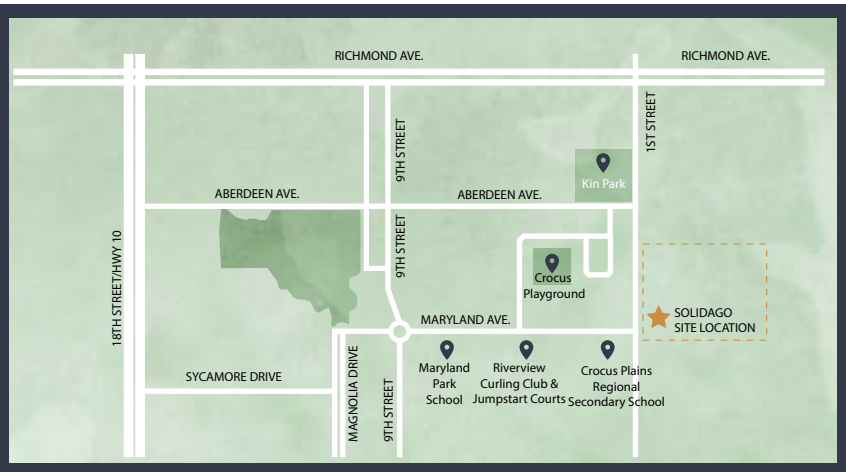 RICHMOND AVE.
RICHMOND AVE.
1ST STREET
9TH STREET
Kin Park
ABERDEEN AVE.
ABERDEEN AVE.
9TH STREET
18TH STREET/HWY 10
Crocus
Playground
SOLIDAGO
SITE LOCATION
MARYLAND AVE.
Maryland
Park
School
Riverview
Curling Club &
Jumpstart Courts
Crocus Plains
Regional
Secondary School
SYCAMORE DRIVE
MAGNOLIA DRIVE
9TH STREET